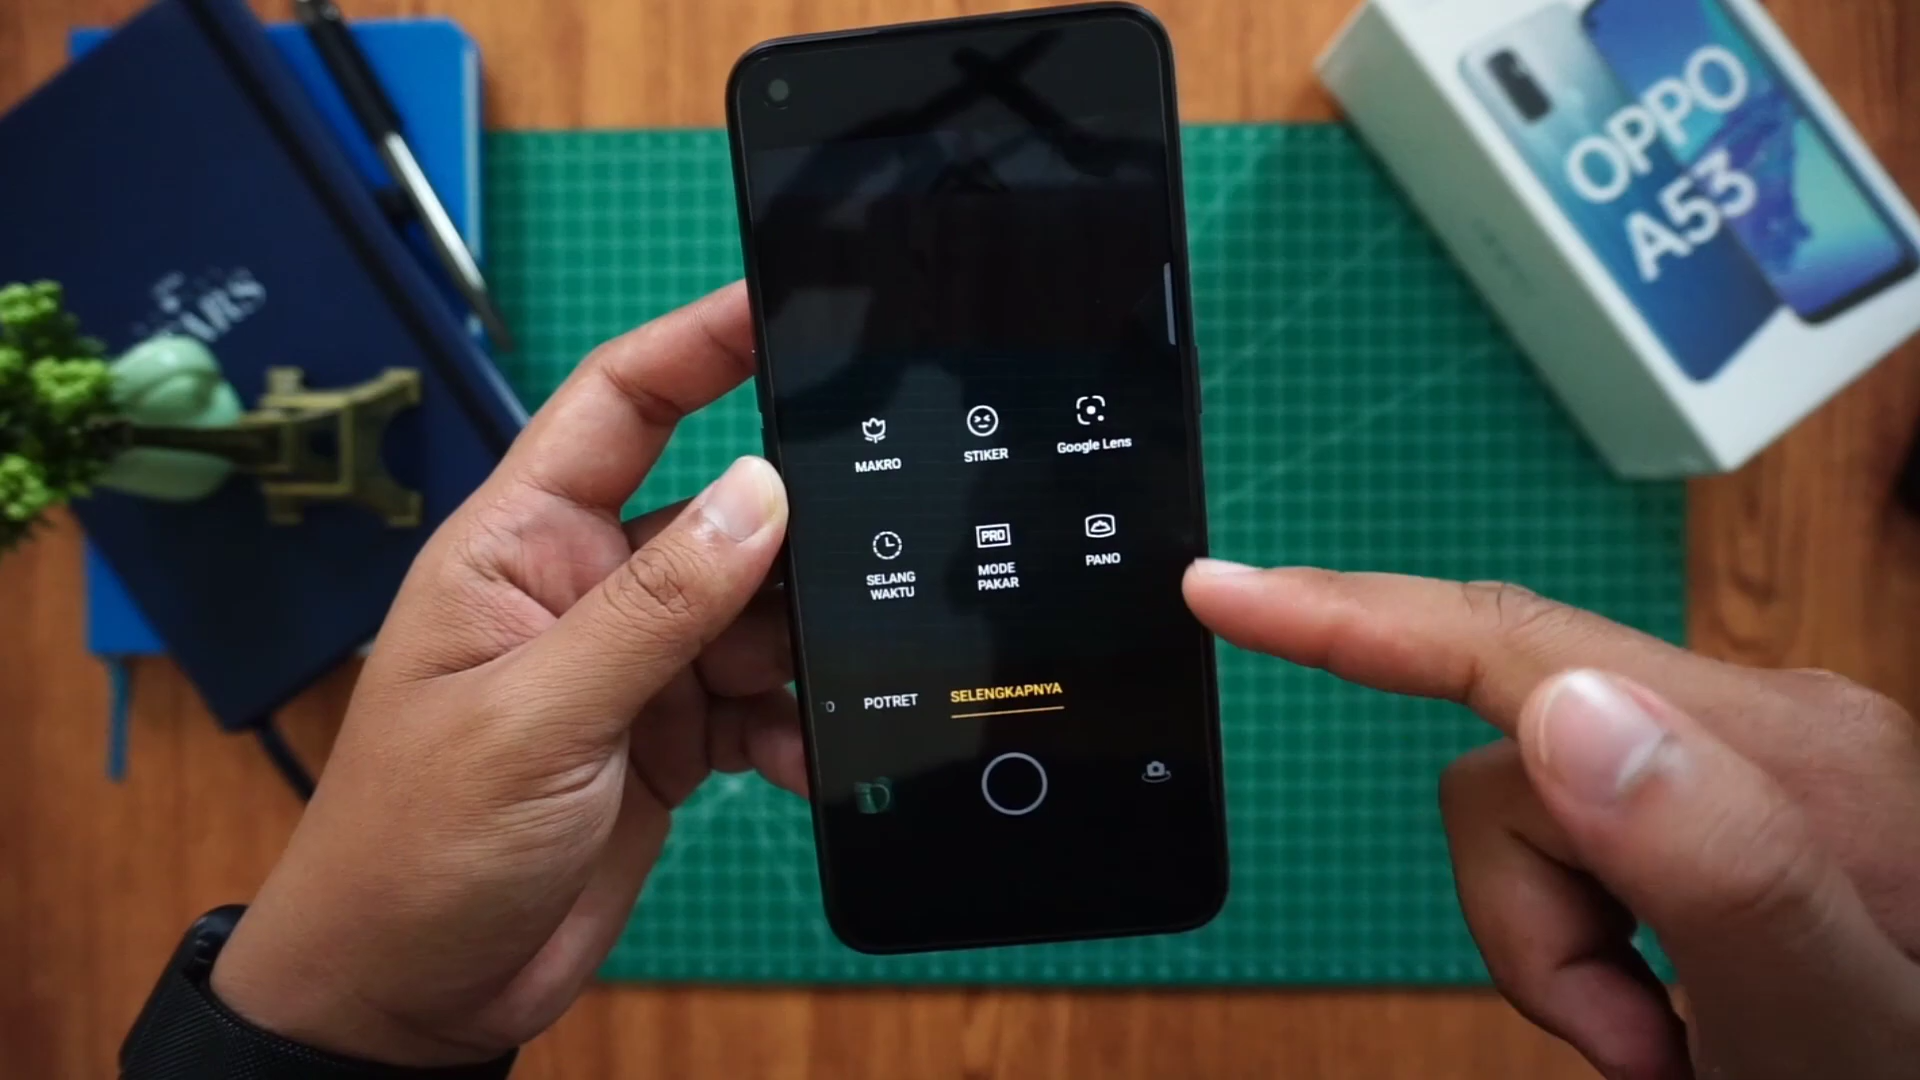 OPPO
A53
MAKRO
STIKER
Google Lens
SELANG
WAKTU
PRO
MODE
PAKAR
PANO
POTRET
SELENGKAPNYA